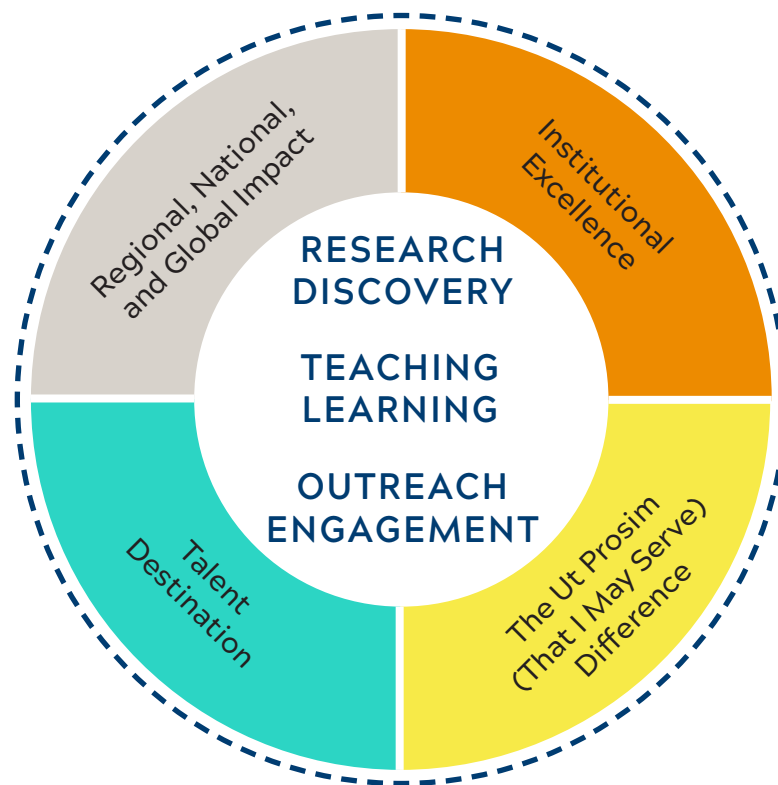 Regional, National,
and Global Impact
Institutional
Excellence
RESEARCH
DISCOVERY
TEACHING
LEARNING
OUTREACH
ENGAGEMENT
Talent
Destination
The Ut Prosim
(That I May Serve)
Difference